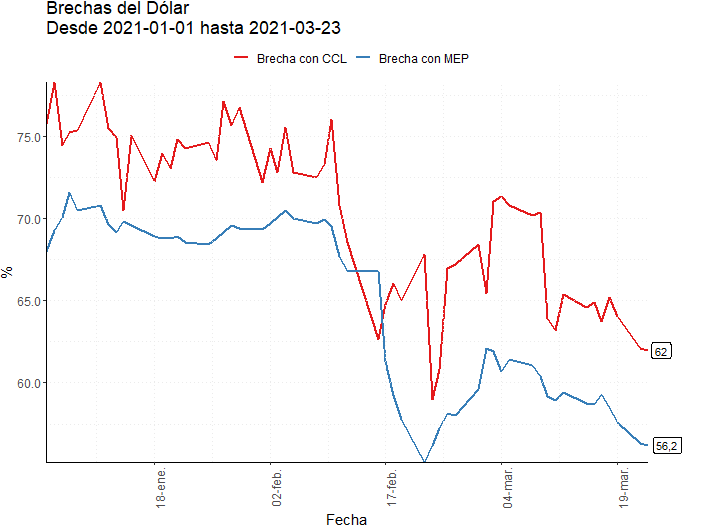 Brechas del Dólar
Desde 2021-01-01 hasta 2021-03-23
Brecha con CCL
Brecha con MEP
%
75.0
70.0
65.0
60.0
62
56,2
18-ene.
02-feb.
17-feb.
04-mar.
19-mar.
Fecha